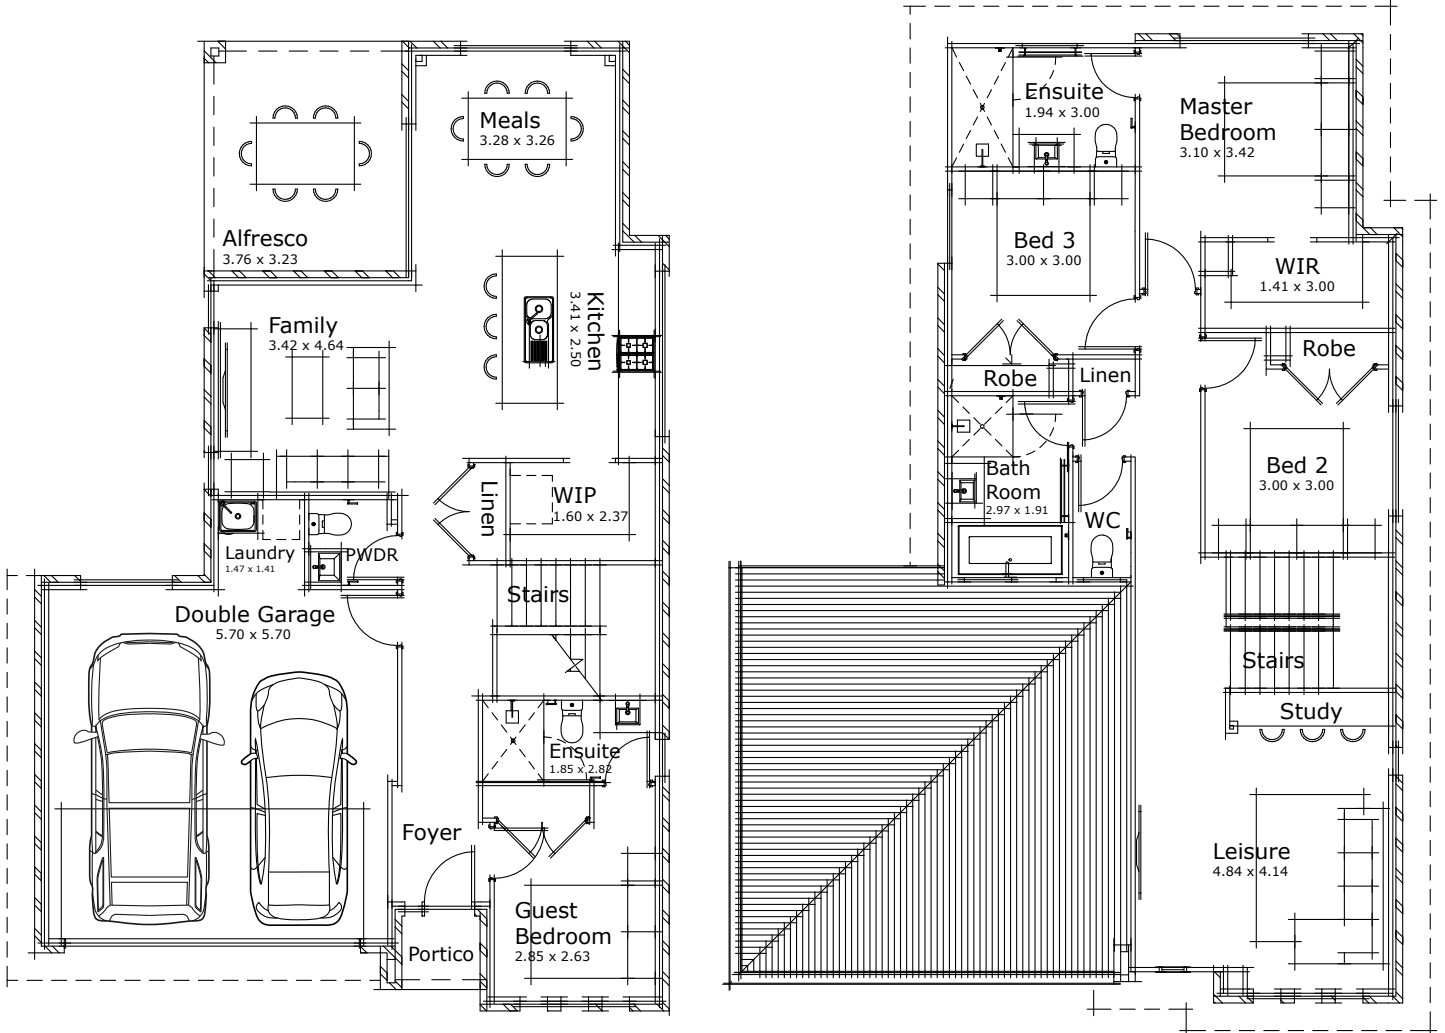 Meals
3.28 x 3.26
Alfresco
3.76 x 3.23
Family
3.42 x 4.64
Kitchen
3.41 x 2.50
Linen
WIP
1.60 x 2.37
Laundry
1.47 x 1.41
PWDR
Stairs
Double Garage
5.70 x 5.70
Ensuite
1.85 x 2.82
Foyer
Guest
Bedroom
2.85 x 2.63
Portico
Ensuite
1.94 x 3.00
Master
Bedroom
3.10 x 3.42
Bed 3
3.00 x 3.00
WIR
1.41 x 3.00
Robe
Robe
Linen
Bath
Room
2.97 x 1.91
Bed 2
3.00 x 3.00
WC
Stairs
Study
Leisure
4.84 x 4.14